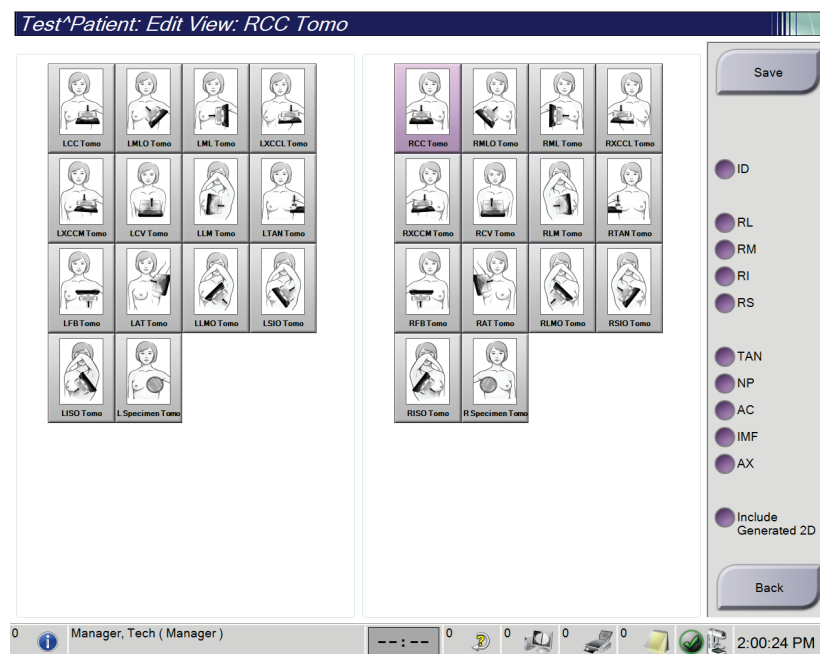 Test^Patient: Edit View: RCC Tomo
LCC Tomo LMLO Tomo LML Tomo LXCCL Tomo
LXCCM Tomo LCV Tomo LLM Tomo LTAN Tomo
LFB Tomo LAT Tomo LLMO Tomo LSIO Tomo
LISO Tomo L Specimen Tomo
RCC Tomo RMLO Tomo RML Tomo RXCCL Tomo
RXCCM Tomo RCV Tomo RLM Tomo RTAN Tomo
RFB Tomo RAT Tomo RLMO Tomo RSIO Tomo
RISO Tomo R Specimen Tomo
Save
ID
RL
RM
RI
RS
TAN
NP
AC
IMF
AX
Include
Generated 2D
Back
0 Manager, Tech ( Manager ) --:-- 0 0 0 0 2:00:24 PM